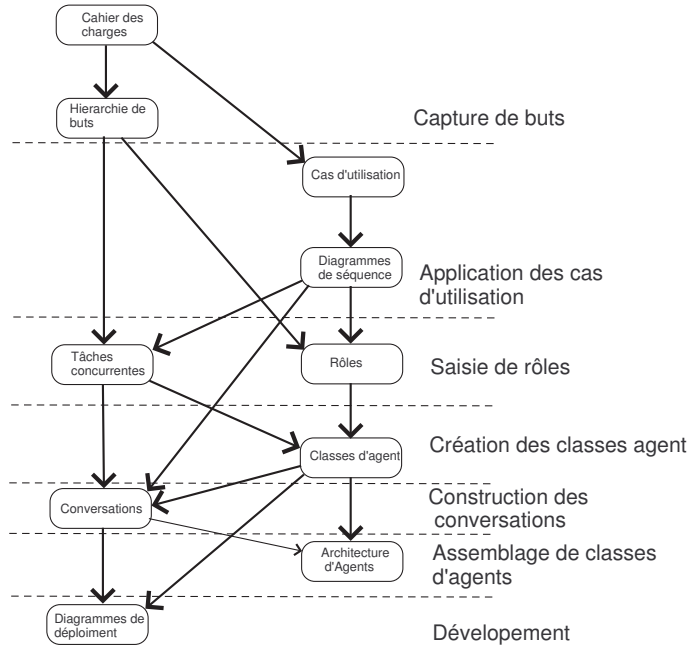 Cahier des
charges
Hierarchie de
buts
Capture de buts
Cas d'utilisation
Diagrammes
de séquence
Application des cas
d'utilisation
Tâches
concurrentes
Rôles
Saisie de rôles
Classes d'agent
Création des classes agent
Conversations
Construction des
conversations
Architecture
d'Agents
Assemblage de classes
d'agents
Diagrammes de
déploiment
Dévelopement